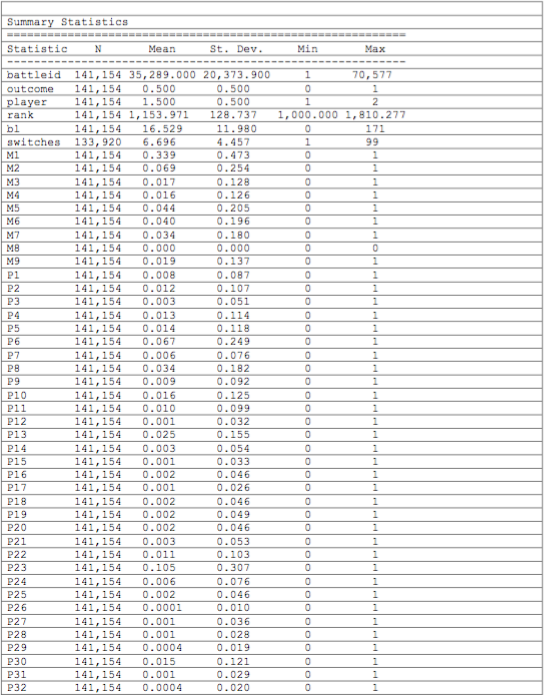 Summary Statistics
==========================================================
Statistic N Mean St. Dev. Min Max
----------------------------------------------------------
battleid 141,154 35,289.000 20,373.900 1 70,577
outcome 141,154 0.500 0.500 0 1
player 141,154 1.500 0.500 1 2
rank 141,154 1,153.971 128.737 1,000.000 1,810.277
bl 141,154 16.529 11.980 0 171
switches 133,920 6.696 4.457 1 99
M1 141,154 0.339 0.473 0 1
M2 141,154 0.069 0.254 0 1
M3 141,154 0.017 0.128 0 1
M4 141,154 0.016 0.126 0 1
M5 141,154 0.044 0.205 0 1
M6 141,154 0.040 0.196 0 1
M7 141,154 0.034 0.180 0 1
M8 141,154 0.000 0.000 0 0
M9 141,154 0.019 0.137 0 1
P1 141,154 0.008 0.087 0 1
P2 141,154 0.012 0.107 0 1
P3 141,154 0.003 0.051 0 1
P4 141,154 0.013 0.114 0 1
P5 141,154 0.014 0.118 0 1
P6 141,154 0.067 0.249 0 1
P7 141,154 0.006 0.076 0 1
P8 141,154 0.034 0.182 0 1
P9 141,154 0.009 0.092 0 1
P10 141,154 0.016 0.125 0 1
P11 141,154 0.010 0.099 0 1
P12 141,154 0.001 0.032 0 1
P13 141,154 0.025 0.155 0 1
P14 141,154 0.003 0.054 0 1
P15 141,154 0.001 0.033 0 1
P16 141,154 0.002 0.046 0 1
P17 141,154 0.001 0.026 0 1
P18 141,154 0.002 0.046 0 1
P19 141,154 0.002 0.049 0 1
P20 141,154 0.002 0.046 0 1
P21 141,154 0.003 0.053 0 1
P22 141,154 0.011 0.103 0 1
P23 141,154 0.105 0.307 0 1
P24 141,154 0.006 0.076 0 1
P25 141,154 0.002 0.046 0 1
P26 141,154 0.0001 0.010 0 1
P27 141,154 0.001 0.036 0 1
P28 141,154 0.001 0.028 0 1
P29 141,154 0.0004 0.019 0 1
P30 141,154 0.015 0.121 0 1
P31 141,154 0.001 0.029 0 1
P32 141,154 0.0004 0.020 0 1